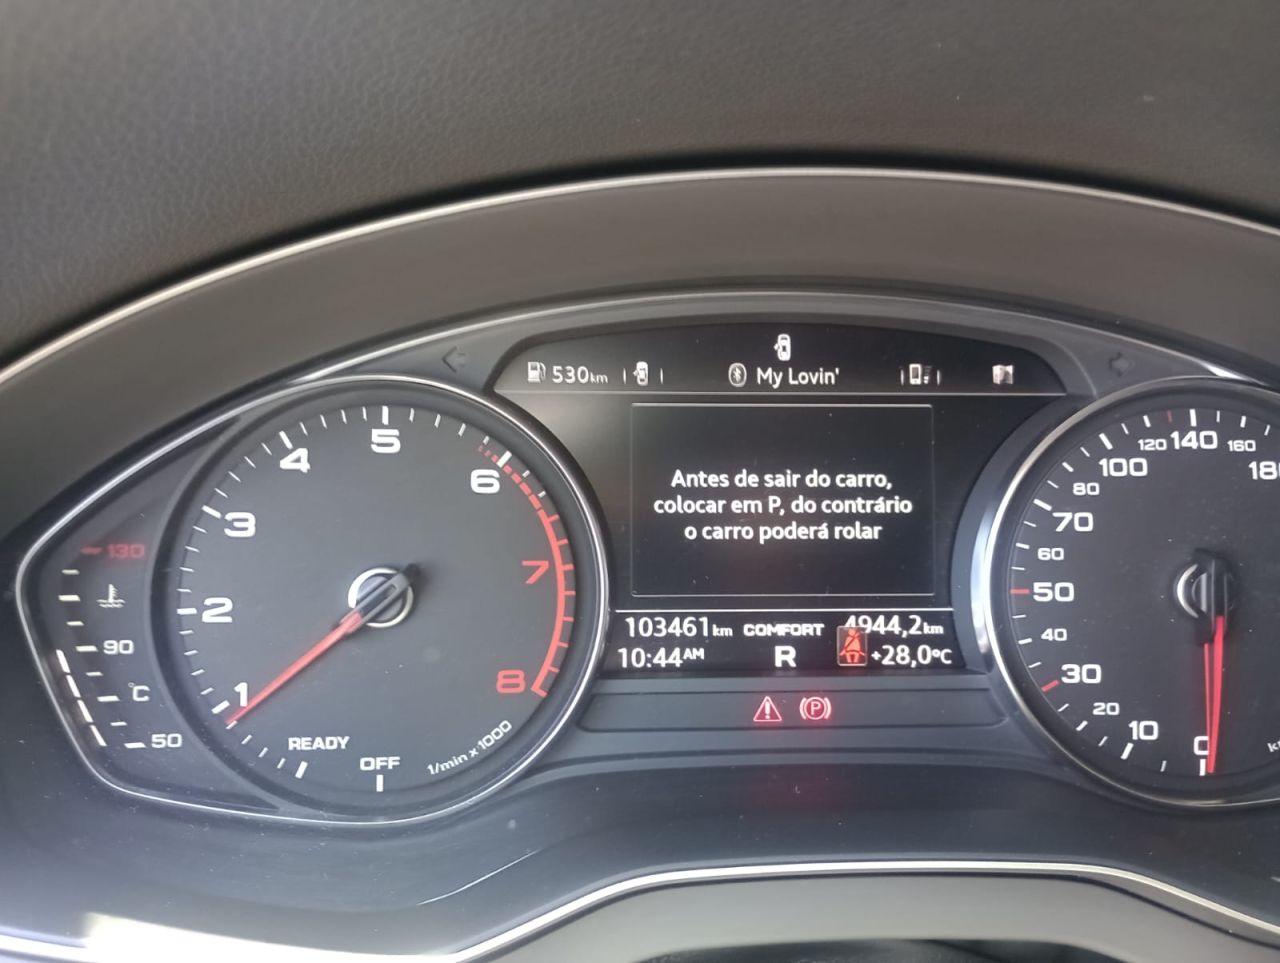 530km
My Lovin'
Antes de sair do carro,
colocar em P, do contrário
o carro poderá rolar
103461km COMFORT 4944,2km
10:44AM R +28,0°C
P
130
90
°C
50
1
2
3
4
5
6
7
8
READY
OFF
1/min x 1000
0
10
20
30
40
50
60
70
80
100
120
140
160